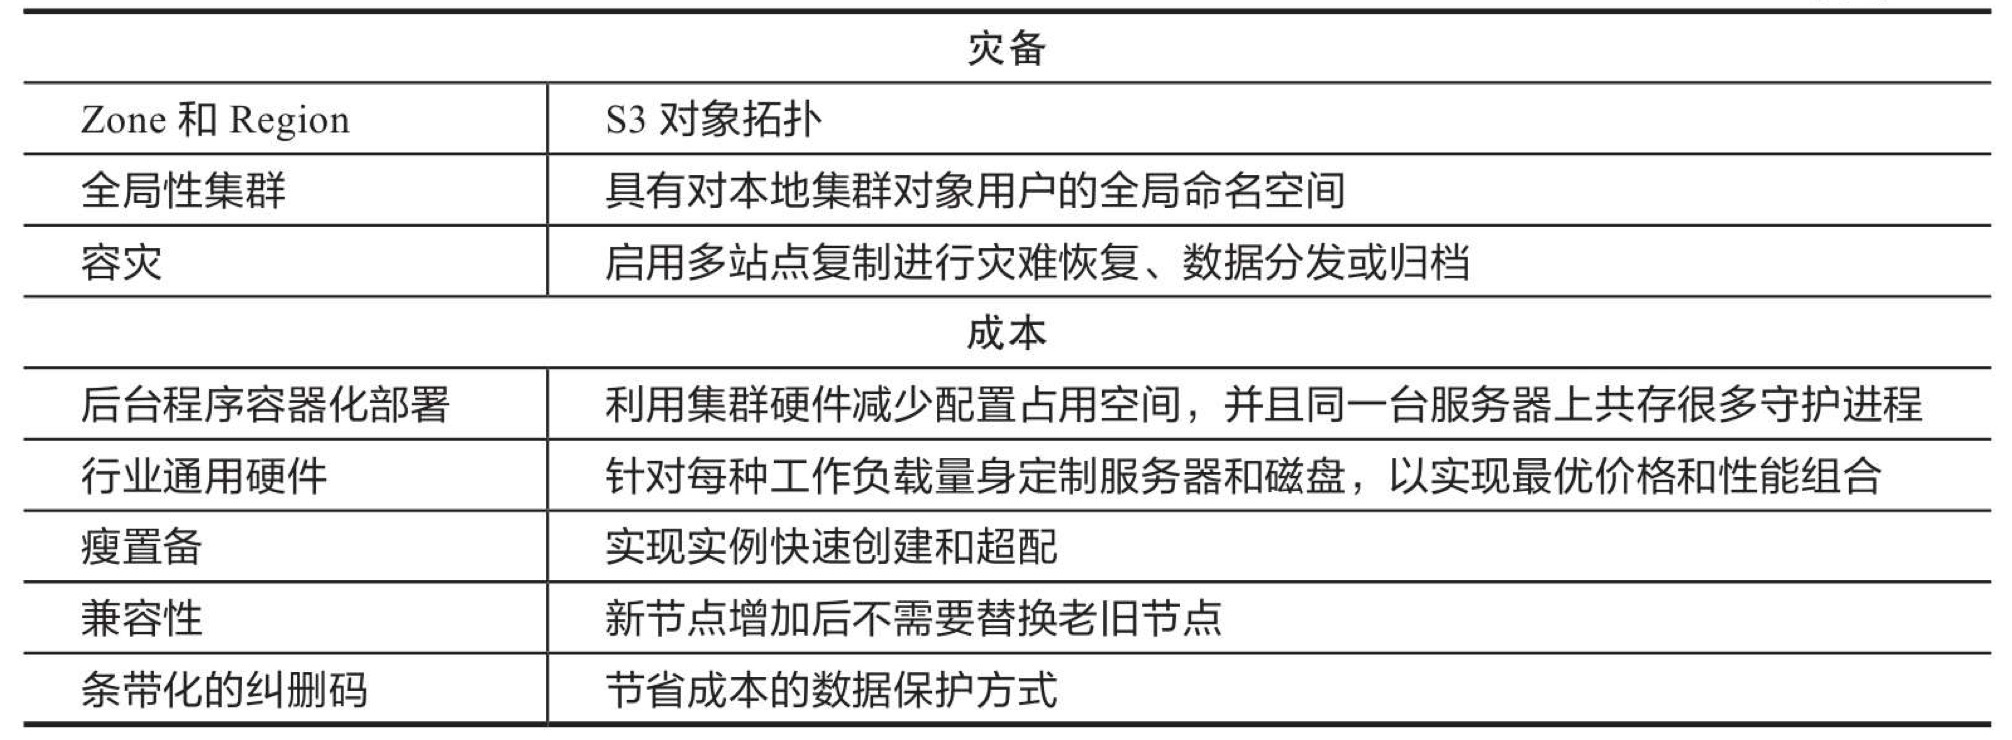 灾备
Zone 和 Region S3 对象拓扑
全局性集群 具有对本地集群对象用户的全局命名空间
容灾 启用多站点复制进行灾难恢复、数据分发或归档
成本
后台程序容器化部署 利用集群硬件减少配置占用空间，并且同一台服务器上共存很多守护进程
行业通用硬件 针对每种工作负载量身定制服务器和磁盘，以实现最优价格和性能组合
瘦置备 实现实例快速创建和超配
兼容性 新节点增加后不需要替换老旧节点
条带化的纠删码 节省成本的数据保护方式